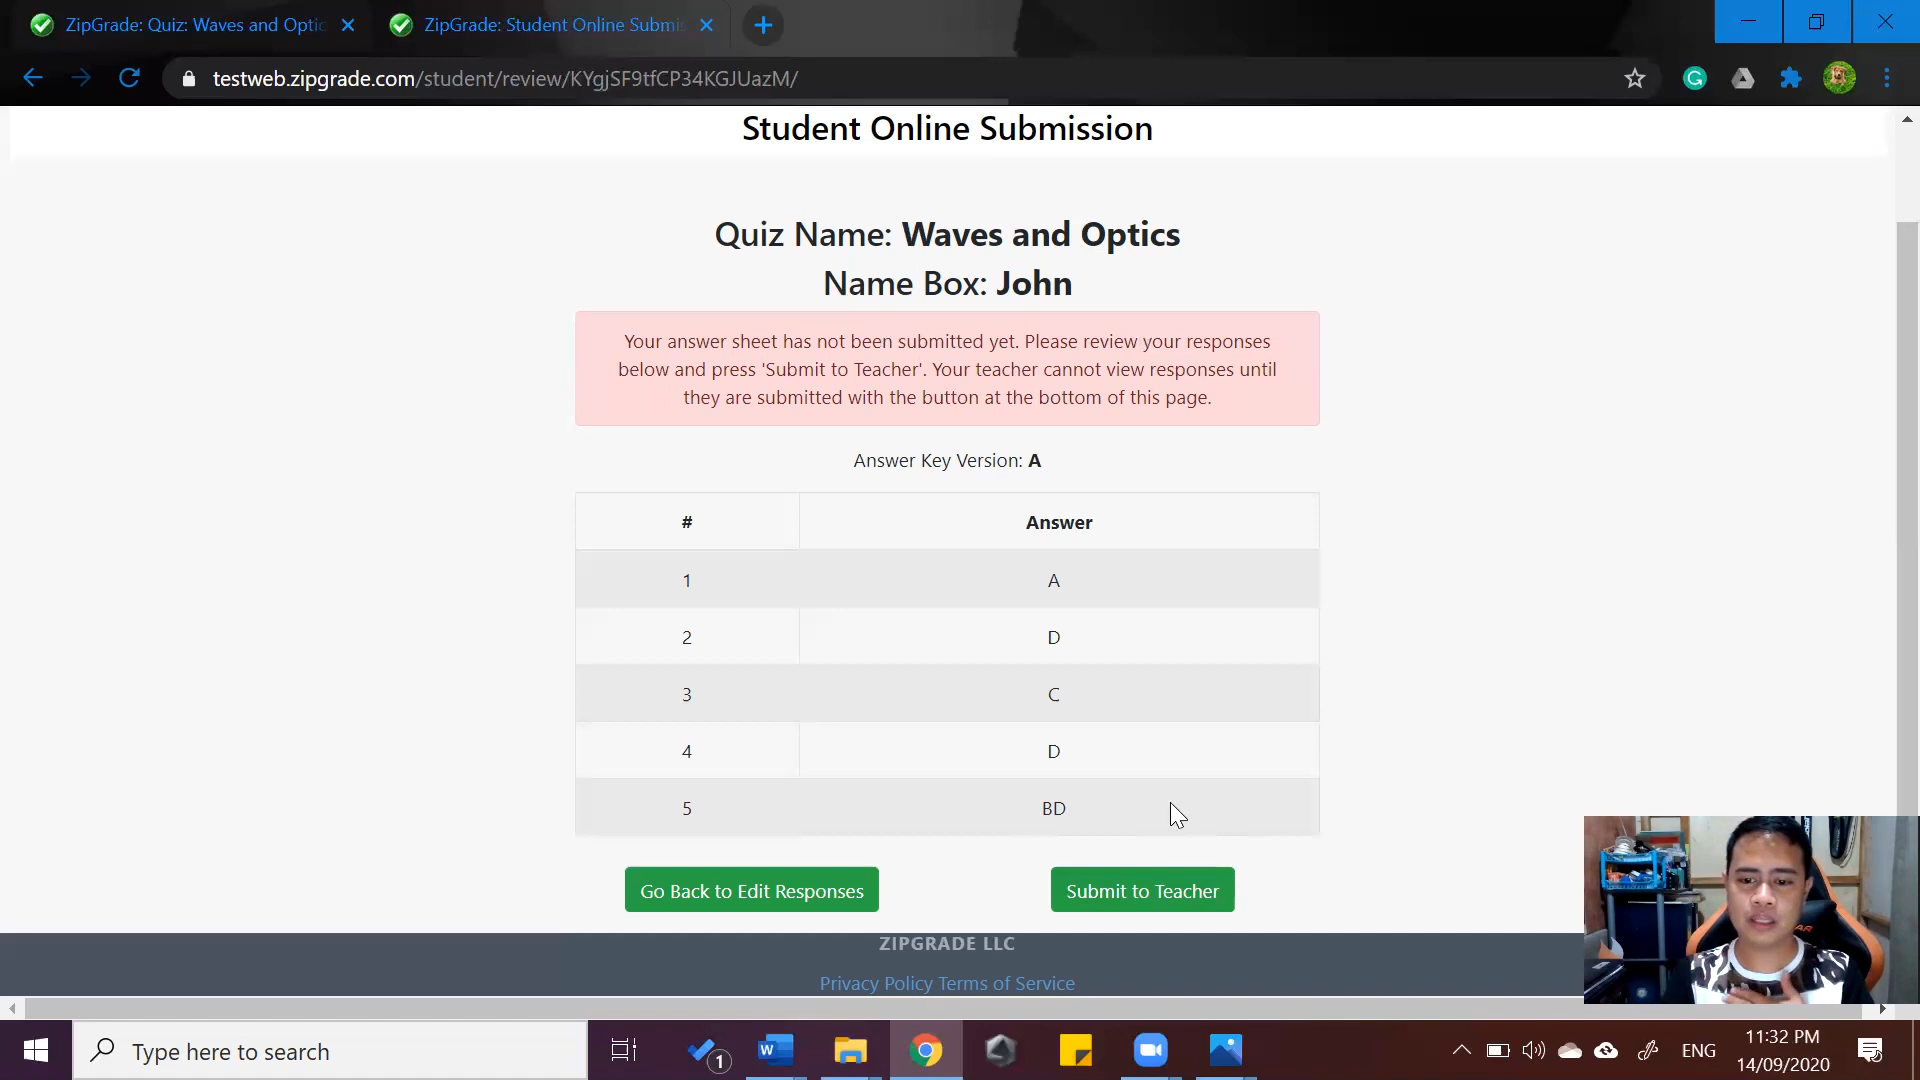 ZipGrade: Quiz: Waves and Optic
ZipGrade: Student Online Submis
testweb.zipgrade.com/student/review/KYgjSF9tfCP34KGJUazM/
Student Online Submission
Quiz Name: Waves and Optics
Name Box: John
Your answer sheet has not been submitted yet. Please review your responses
below and press 'Submit to Teacher'. Your teacher cannot view responses until
they are submitted with the button at the bottom of this page.
Answer Key Version: A
# Answer
1 A
2 D
3 C
4 D
5 BD
Go Back to Edit Responses Submit to Teacher
ZIPGRADE LLC
Privacy Policy Terms of Service
Type here to search
1
ENG
11:32 PM
14/09/2020